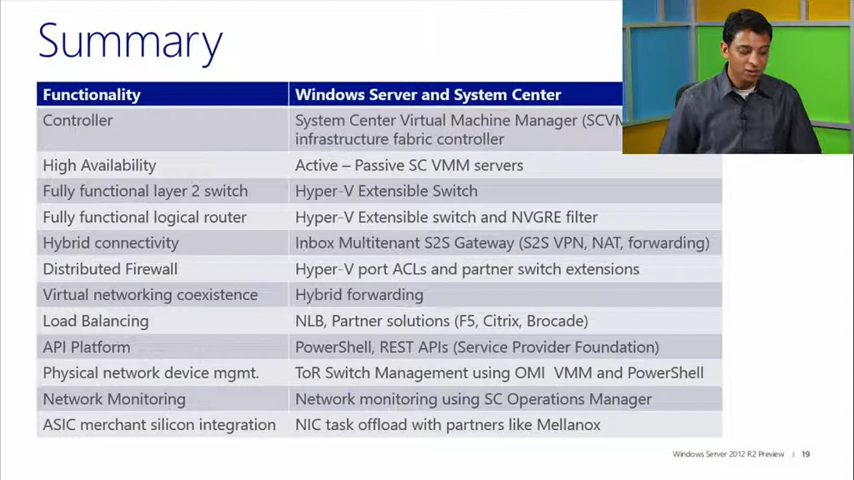 Summary
Functionality Windows Server and System Center
Controller System Center Virtual Machine Manager (SCVM
infrastructure fabric controller
High Availability Active – Passive SC VMM servers
Fully functional layer 2 switch Hyper-V Extensible Switch
Fully functional logical router Hyper-V Extensible switch and NVGRE filter
Hybrid connectivity Inbox Multitenant S2S Gateway (S2S VPN, NAT, forwarding)
Distributed Firewall Hyper-V port ACLs and partner switch extensions
Virtual networking coexistence Hybrid forwarding
Load Balancing NLB, Partner solutions (F5, Citrix, Brocade)
API Platform PowerShell, REST APIs (Service Provider Foundation)
Physical network device mgmt. ToR Switch Management using OMI VMM and PowerShell
Network Monitoring Network monitoring using SC Operations Manager
ASIC merchant silicon integration NIC task offload with partners like Mellanox
Windows Server 2012 R2 Preview | 19